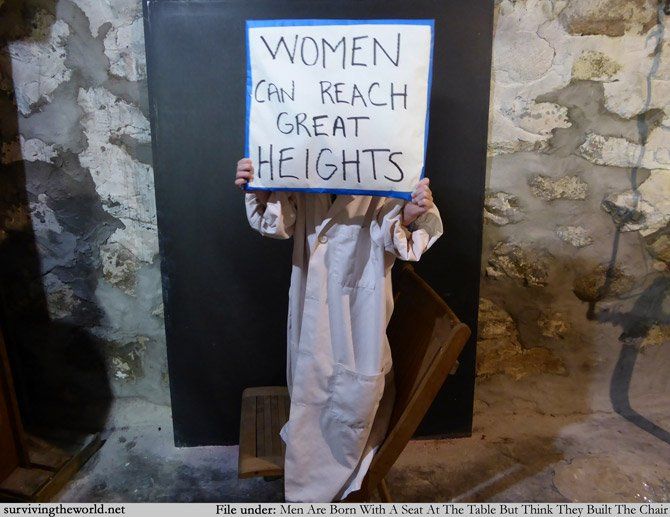 WOMEN
CAN REACH
GREAT
HEIGHTS
survivingtheworld.net
File under: Men Are Born With A Seat At The Table But Think They Built The Chair